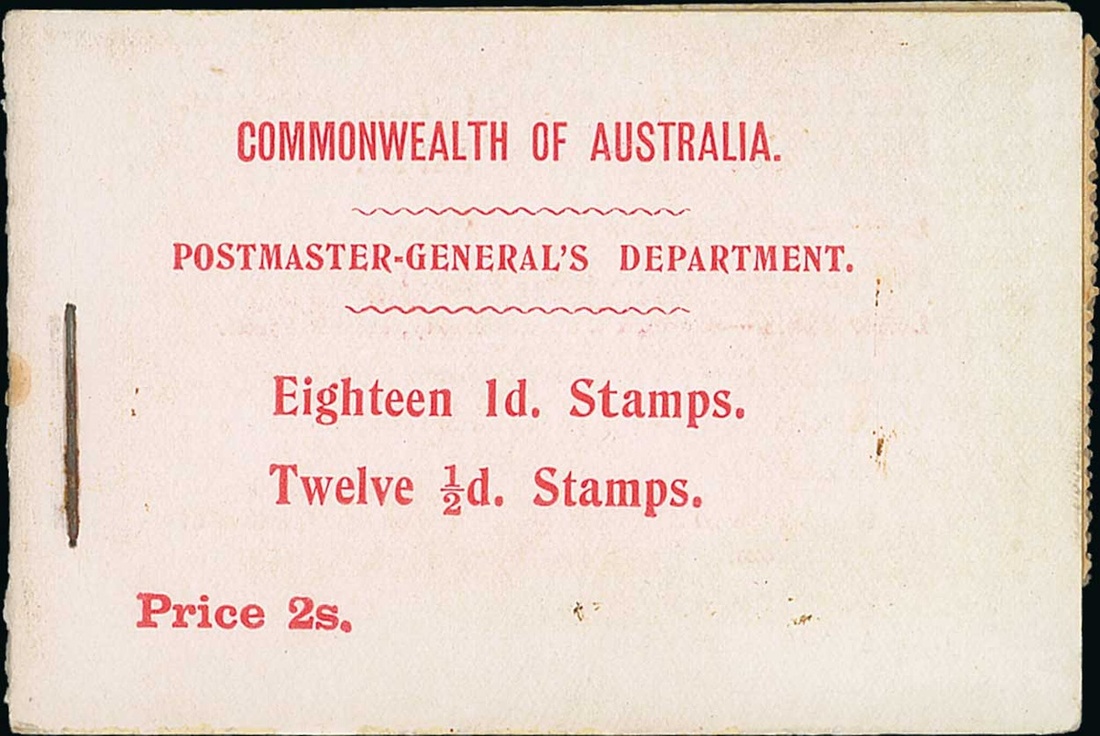 COMMONWEALTH OF AUSTRALIA.
POSTMASTER-GENERAL'S DEPARTMENT.
Eighteen 1d. Stamps.
Twelve ½d. Stamps.
Price 2s.